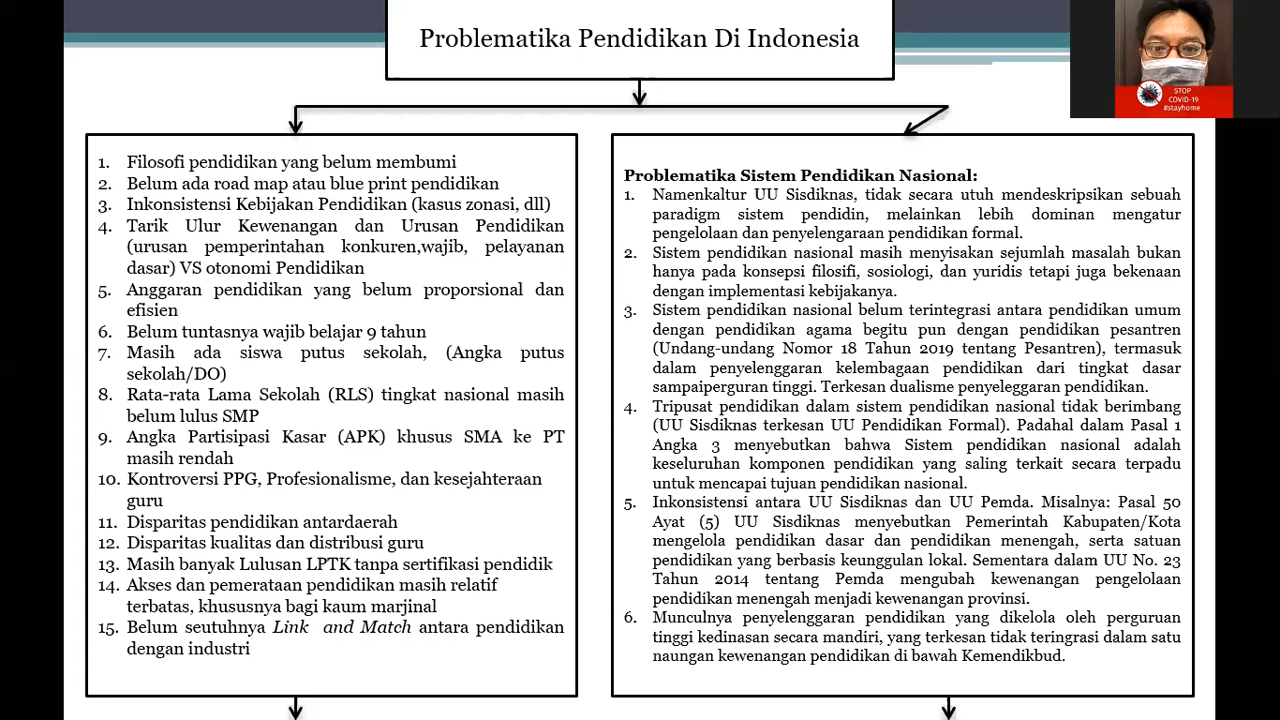 Problematika Pendidikan Di Indonesia
STOP
COVID-19
#stayhome
1. Filosofi pendidikan yang belum membumi
2. Belum ada road map atau blue print pendidikan
3. Inkonsistensi Kebijakan Pendidikan (kasus zonasi, dll)
4. Tarik Ulur Kewenangan dan Urusan Pendidikan
(urusan pemperintahan konkuren,wajib, pelayanan
dasar) VS otonomi Pendidikan
5. Anggaran pendidikan yang belum proporsional dan
efisien
6. Belum tuntasnya wajib belajar 9 tahun
7. Masih ada siswa putus sekolah, (Angka putus
sekolah/DO)
8. Rata-rata Lama Sekolah (RLS) tingkat nasional masih
belum lulus SMP
9. Angka Partisipasi Kasar (APK) khusus SMA ke PT
masih rendah
10. Kontroversi PPG, Profesionalisme, dan kesejahteraan
guru
11. Disparitas pendidikan antardaerah
12. Disparitas kualitas dan distribusi guru
13. Masih banyak Lulusan LPTK tanpa sertifikasi pendidik
14. Akses dan pemerataan pendidikan masih relatif
terbatas, khususnya bagi kaum marjinal
15. Belum seutuhnya Link and Match antara pendidikan
dengan industri
Problematika Sistem Pendidikan Nasional:
1. Namenkaltur UU Sisdiknas, tidak secara utuh mendeskripsikan sebuah
paradigm sistem pendidin, melainkan lebih dominan mengatur
pengelolaan dan penyelengaraan pendidikan formal.
2. Sistem pendidikan nasional masih menyisakan sejumlah masalah bukan
hanya pada konsepsi filosifi, sosiologi, dan yuridis tetapi juga bekenaan
dengan implementasi kebijakanya.
3. Sistem pendidikan nasional belum terintegrasi antara pendidikan umum
dengan pendidikan agama begitu pun dengan pendidikan pesantren
(Undang-undang Nomor 18 Tahun 2019 tentang Pesantren), termasuk
dalam penyelenggaran kelembagaan pendidikan dari tingkat dasar
sampaiperguran tinggi. Terkesan dualisme penyeleggaran pendidikan.
4. Tripusat pendidikan dalam sistem pendidikan nasional tidak berimbang
(UU Sisdiknas terkesan UU Pendidikan Formal). Padahal dalam Pasal 1
Angka 3 menyebutkan bahwa Sistem pendidikan nasional adalah
keseluruhan komponen pendidikan yang saling terkait secara terpadu
untuk mencapai tujuan pendidikan nasional.
5. Inkonsistensi antara UU Sisdiknas dan UU Pemda. Misalnya: Pasal 50
Ayat (5) UU Sisdiknas menyebutkan Pemerintah Kabupaten/Kota
mengelola pendidikan dasar dan pendidikan menengah, serta satuan
pendidikan yang berbasis keunggulan lokal. Sementara dalam UU No. 23
Tahun 2014 tentang Pemda mengubah kewenangan pengelolaan
pendidikan menengah menjadi kewenangan provinsi.
6. Munculnya penyelenggaran pendidikan yang dikelola oleh perguruan
tinggi kedinasan secara mandiri, yang terkesan tidak teringrasi dalam satu
naungan kewenangan pendidikan di bawah Kemendikbud.